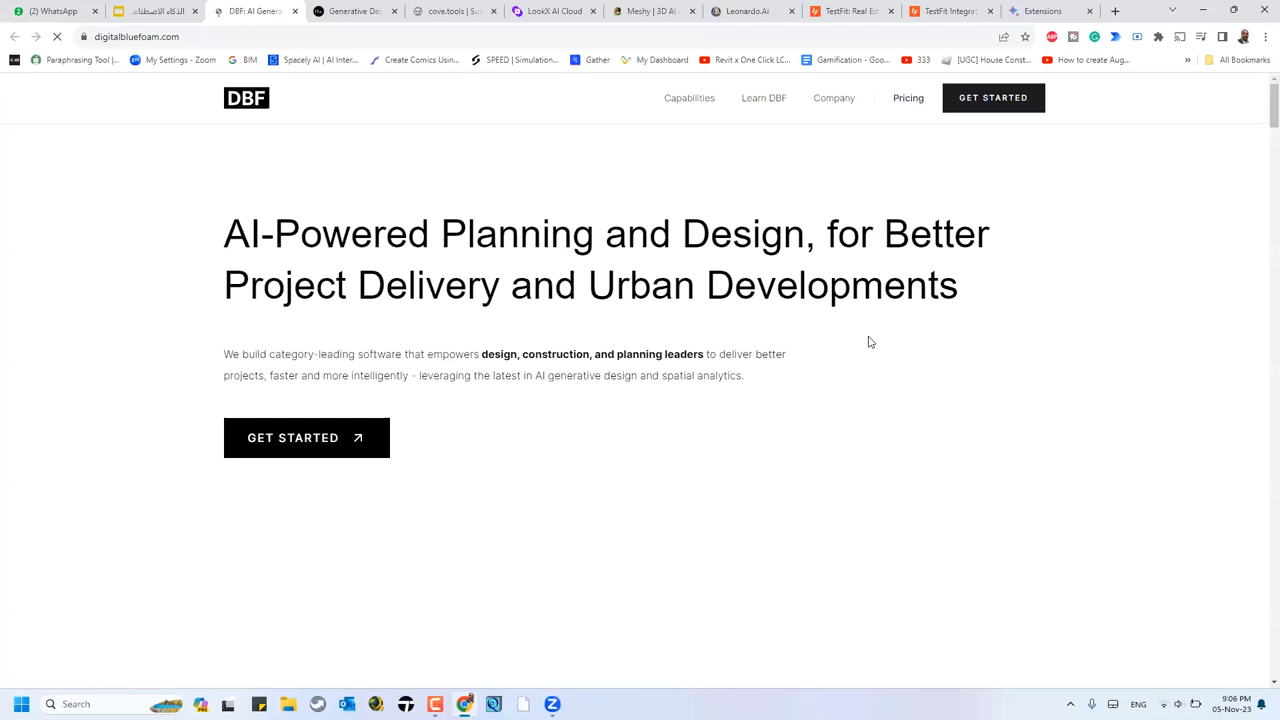 (2) WhatsApp
الذكاء الاصطناعي
DBF: AI Genera
Generative Des
cove.tools | Su
LookX AI Cloud
Meshy | 3D AI
Leonardo.Ai
TestFit: Real Est
TestFit Integrat
Extensions
digitalbluefoam.com
Paraphrasing Tool |...
My Settings - Zoom
BIM
Spacely AI | AI Inter...
Create Comics Usin...
SPEED | Simulation...
Gather
My Dashboard
Revit x One Click LC...
Gamification - Goo...
333
[UGC] House Const...
How to create Aug...
»
All Bookmarks
DBF
Capabilities
Learn DBF
Company
Pricing
GET STARTED
AI-Powered Planning and Design, for Better
Project Delivery and Urban Developments
We build category-leading software that empowers design, construction, and planning leaders to deliver better
projects, faster and more intelligently - leveraging the latest in AI generative design and spatial analytics.
GET STARTED
Search
ENG
9:06 PM
05-Nov-23